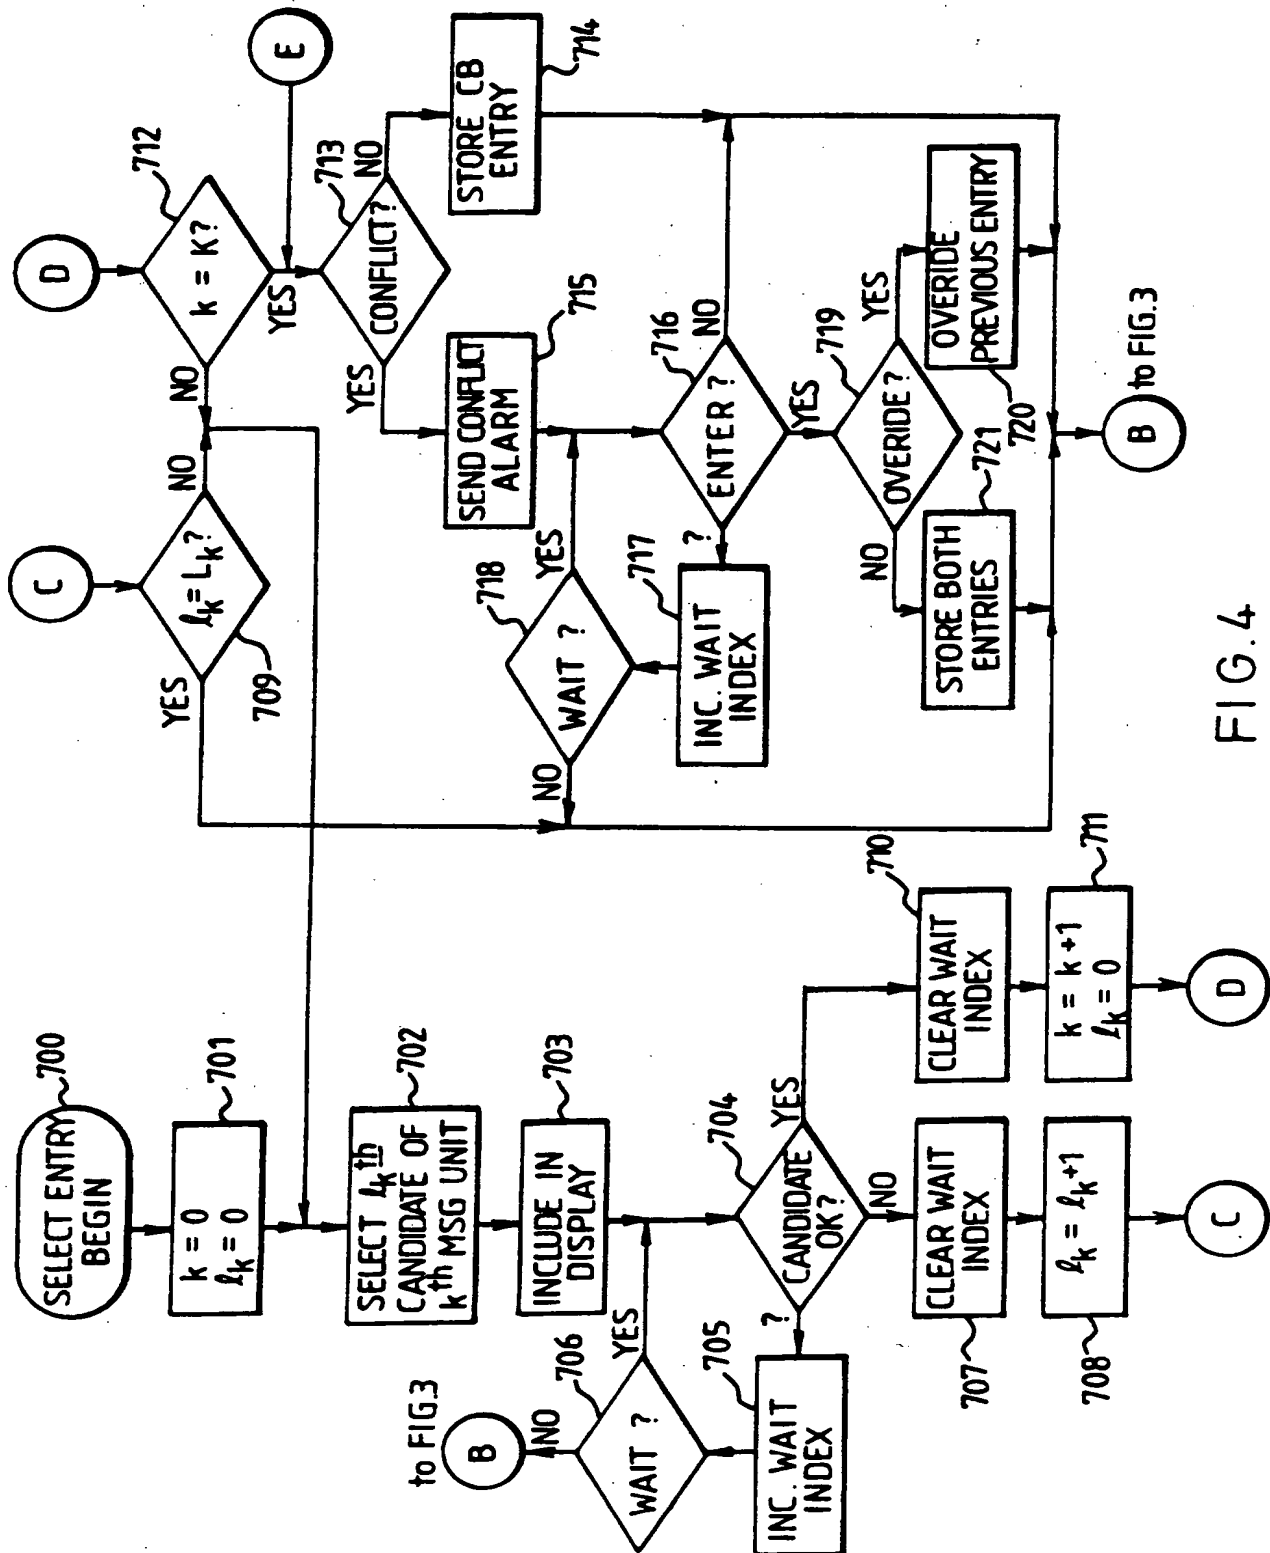 SELECT ENTRY
BEGIN
700
k = 0
ℓk = 0
701
SELECT ℓk th
CANDIDATE OF
k th MSG UNIT
702
INCLUDE IN
DISPLAY
703
CANDIDATE
OK?
704
YES
NO
?
INC. WAIT
INDEX
705
WAIT ?
706
YES
NO
B
to FIG.3
CLEAR WAIT
INDEX
707
ℓk = ℓk+1
708
C
CLEAR WAIT
INDEX
710
k = k+1
ℓk = 0
711
D
C
ℓk = Lk?
709
YES
NO
D
k = K?
712
NO
YES
E
CONFLICT?
713
YES
NO
STORE CB
ENTRY
714
SEND CONFLICT
ALARM
715
ENTER ?
716
NO
YES
?
INC. WAIT
INDEX
717
WAIT ?
718
YES
NO
OVERIDE?
719
YES
NO
OVERIDE
PREVIOUS ENTRY
720
STORE BOTH
ENTRIES
721
B
to FIG.3
FIG.4